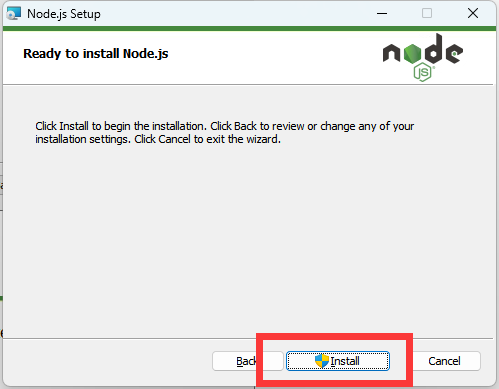 Node.js Setup
Ready to install Node.js
node
JS
Click Install to begin the installation. Click Back to review or change any of your
installation settings. Click Cancel to exit the wizard.
Back Install Cancel